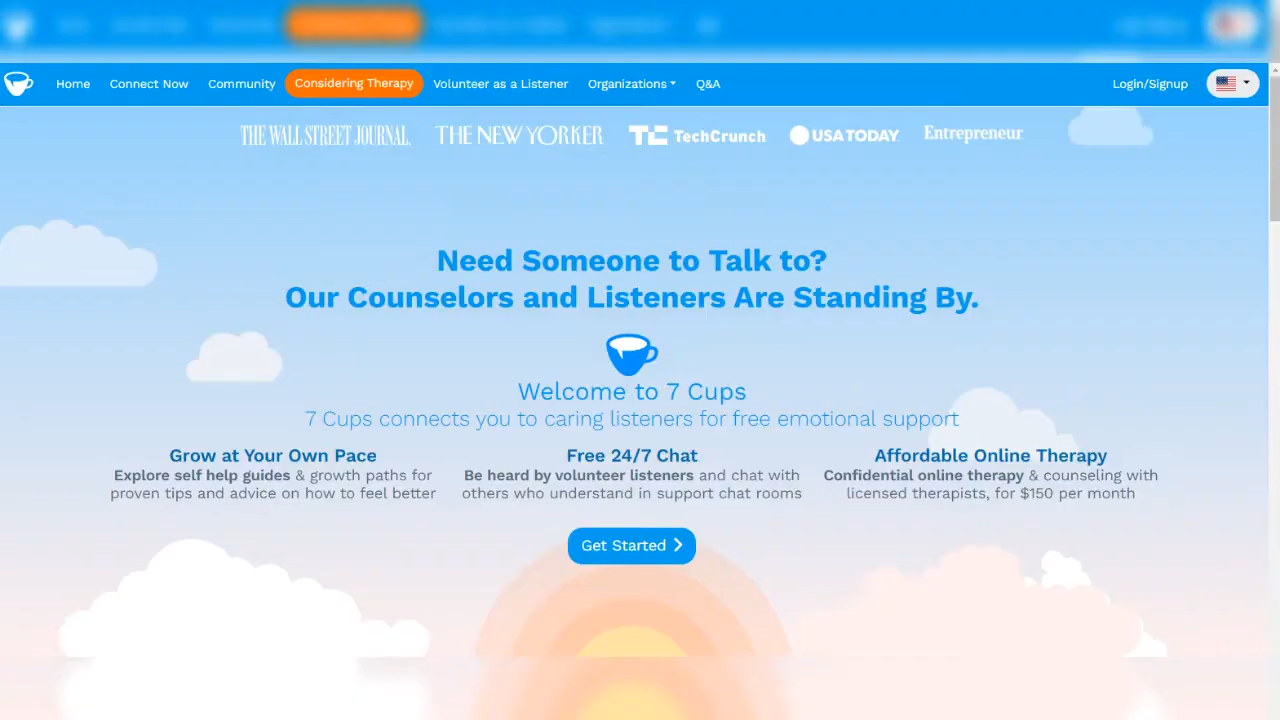 Home Connect Now Community Considering Therapy Volunteer as a Listener Organizations Q&A Login/Signup
THE WALL STREET JOURNAL. THE NEW YORKER TC TechCrunch USA TODAY. Entrepreneur
Need Someone to Talk to?
Our Counselors and Listeners Are Standing By.
Welcome to 7 Cups
7 Cups connects you to caring listeners for free emotional support
Grow at Your Own Pace
Explore self help guides & growth paths for
proven tips and advice on how to feel better
Free 24/7 Chat
Be heard by volunteer listeners and chat with
others who understand in support chat rooms
Affordable Online Therapy
Confidential online therapy & counseling with
licensed therapists, for $150 per month
Get Started